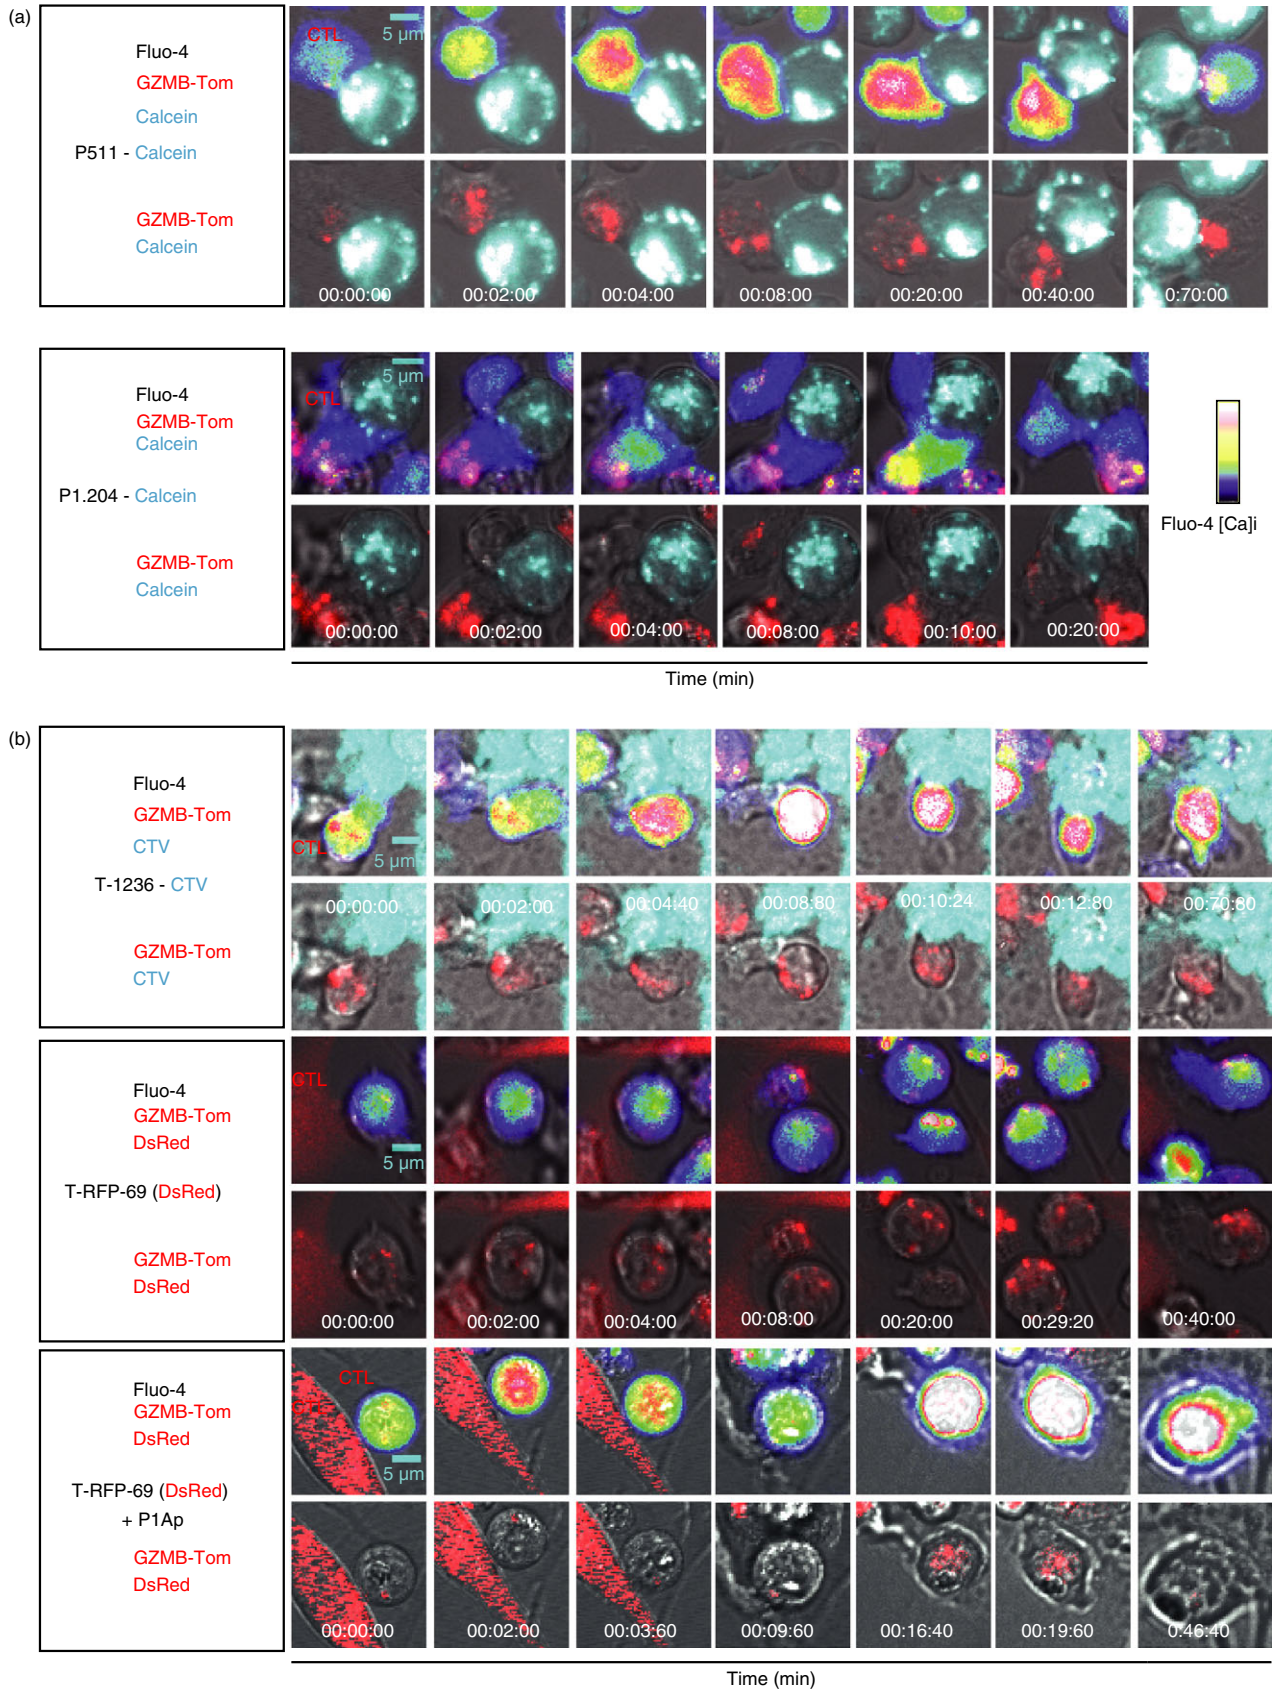 (a)
Fluo-4
GZMB-Tom
Calcein
P511 - Calcein
GZMB-Tom
Calcein
CTL
5 µm
00:00:00
00:02:00
00:04:00
00:08:00
00:20:00
00:40:00
0:70:00
Fluo-4
GZMB-Tom
Calcein
P1.204 - Calcein
GZMB-Tom
Calcein
CTL
5 µm
00:00:00
00:02:00
00:04:00
00:08:00
00:10:00
00:20:00
Time (min)
Fluo-4 [Ca]i
(b)
Fluo-4
GZMB-Tom
CTV
T-1236 - CTV
GZMB-Tom
CTV
CTL
5 µm
00:00:00
00:02:00
00:04:40
00:08:80
00:10:24
00:12:80
00:70:80
Fluo-4
GZMB-Tom
DsRed
T-RFP-69 (DsRed)
GZMB-Tom
DsRed
CTL
5 µm
00:00:00
00:02:00
00:04:00
00:08:00
00:20:00
00:29:20
00:40:00
Fluo-4
GZMB-Tom
DsRed
T-RFP-69 (DsRed)
+ P1Ap
GZMB-Tom
DsRed
CTL
CTL
5 µm
00:00:00
00:02:00
00:03:60
00:09:60
00:16:40
00:19:60
0:46:40
Time (min)